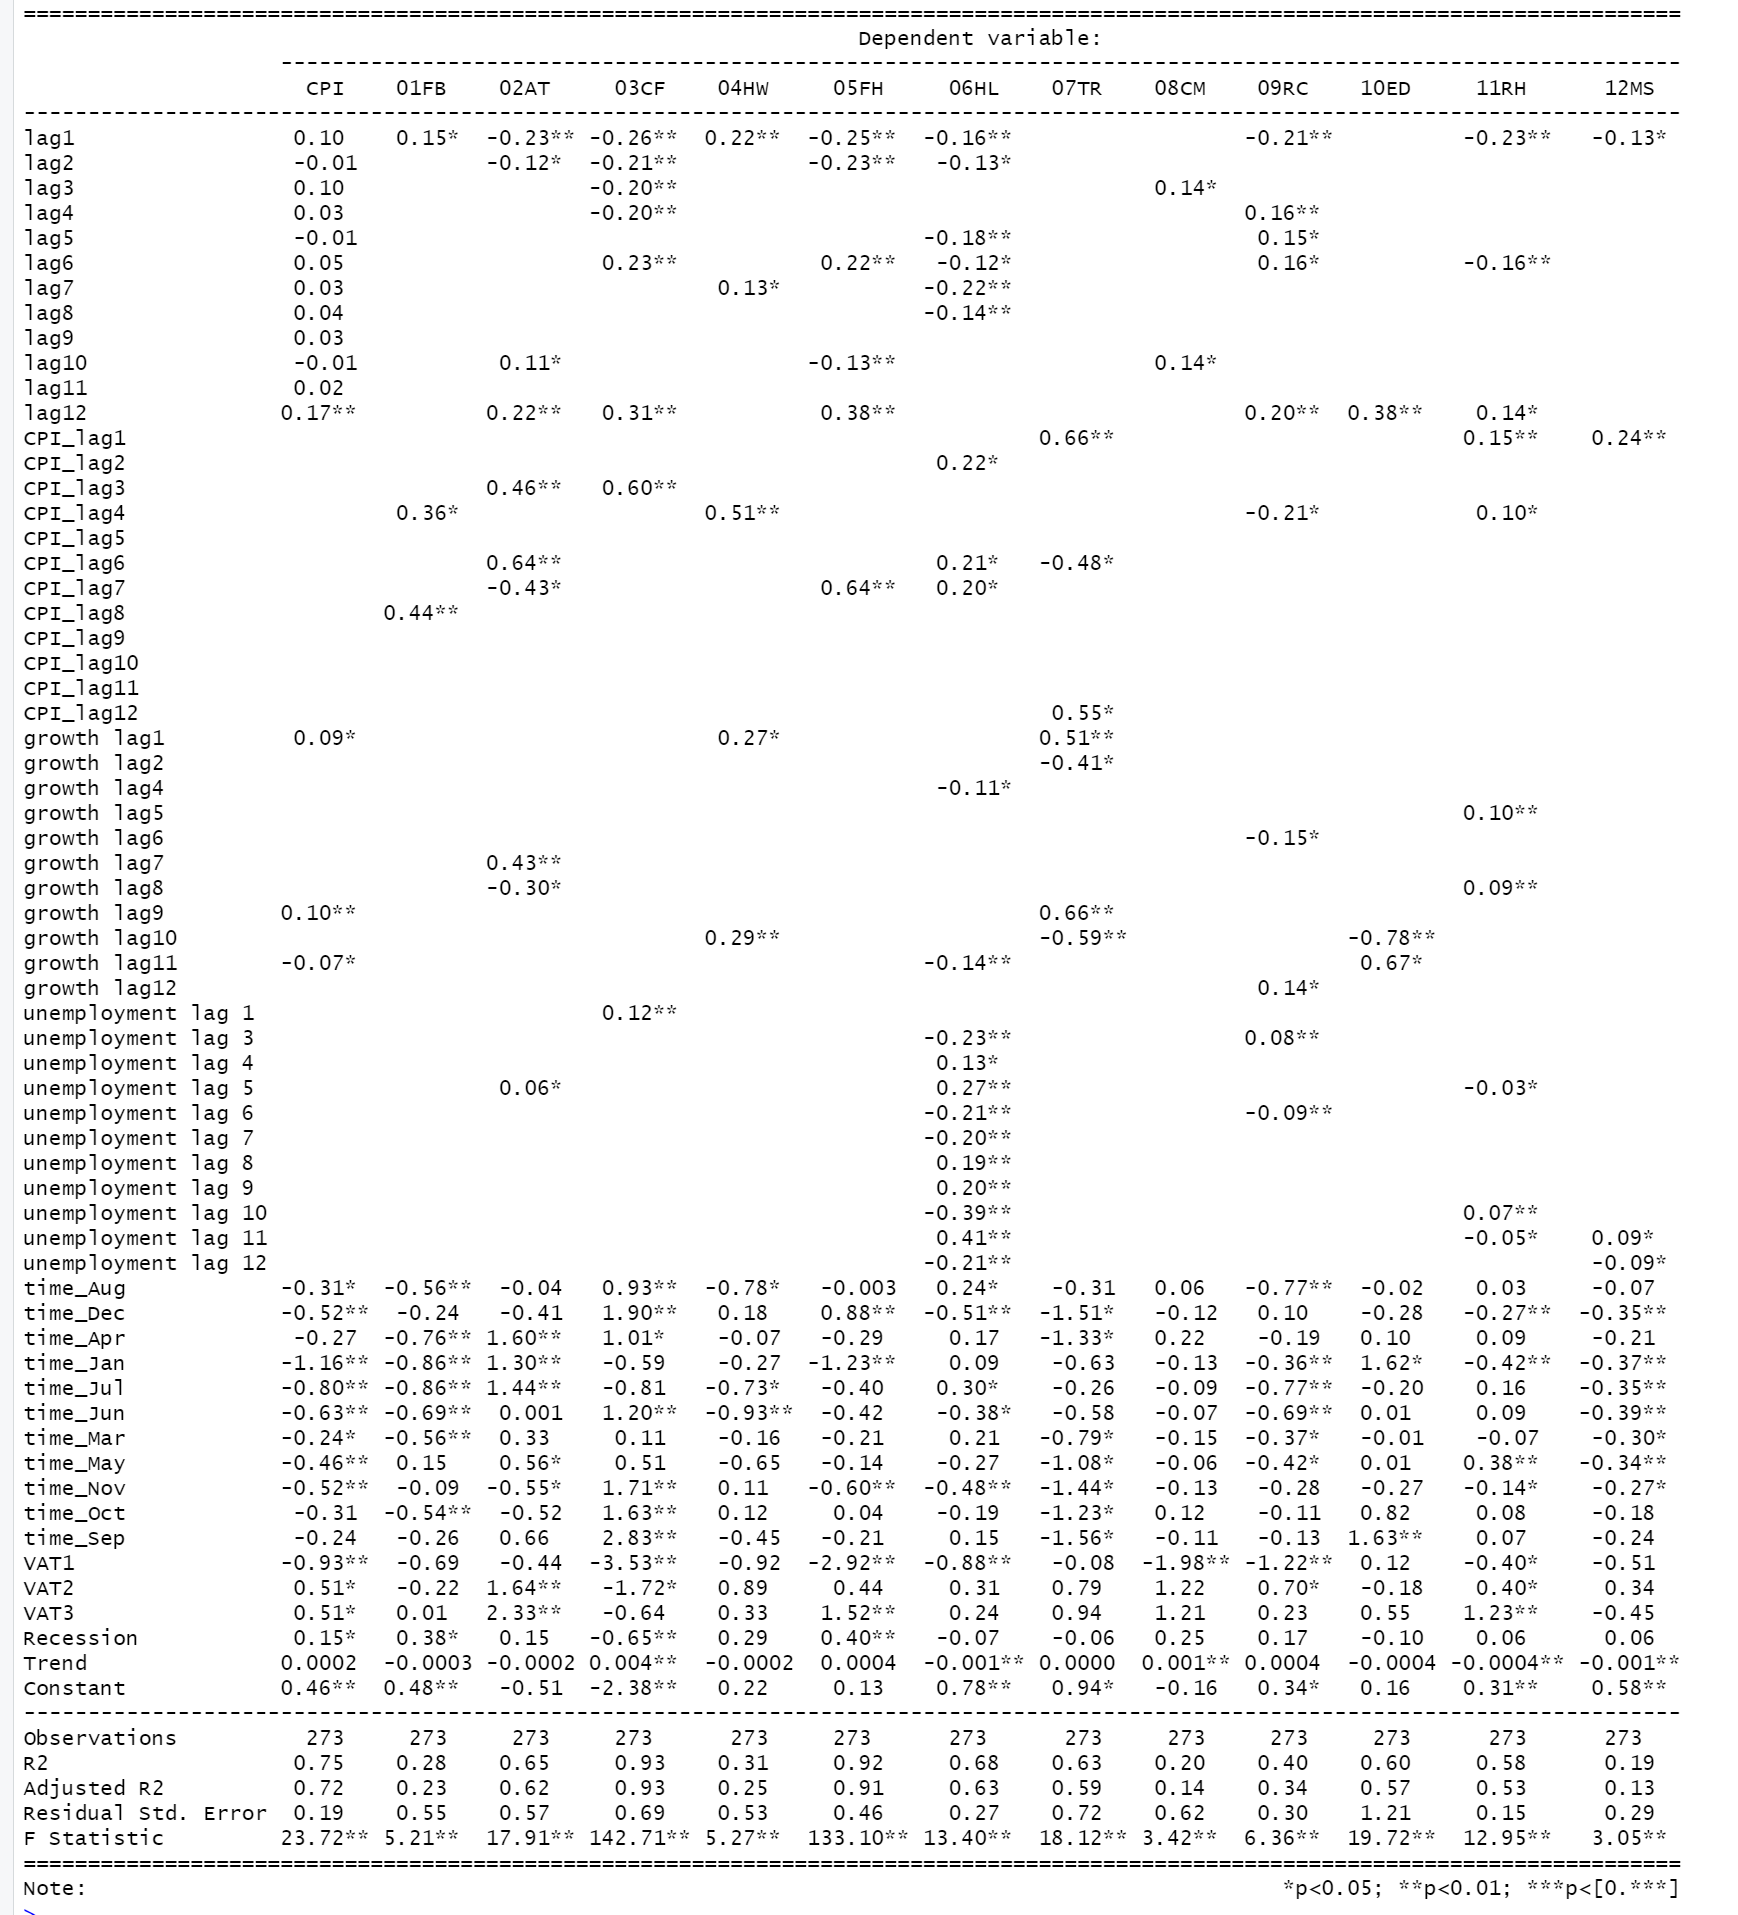 ==========================================================================================
Dependent variable:
------------------------------------------------------------------------------------------
CPI 01FB 02AT 03CF 04HW 05FH 06HL 07TR 08CM 09RC 10ED 11RH 12MS
------------------------------------------------------------------------------------------
lag1 0.10 0.15* -0.23** -0.26** 0.22** -0.25** -0.16** -0.21** -0.23** -0.13*
lag2 -0.01 -0.12* -0.21** -0.23** -0.13*
lag3 0.10 -0.20** 0.14*
lag4 0.03 -0.20** 0.16**
lag5 -0.01 -0.18** 0.15*
lag6 0.05 0.23** 0.22** -0.12* 0.16* -0.16**
lag7 0.03 0.13* -0.22**
lag8 0.04 -0.14**
lag9 0.03
lag10 -0.01 0.11* -0.13** 0.14*
lag11 0.02
lag12 0.17** 0.22** 0.31** 0.38** 0.20** 0.38** 0.14*
CPI_lag1 0.66** 0.15** 0.24**
CPI_lag2 0.22*
CPI_lag3 0.46** 0.60**
CPI_lag4 0.36* 0.51** -0.21* 0.10*
CPI_lag5
CPI_lag6 0.64** 0.21* -0.48*
CPI_lag7 -0.43* 0.64** 0.20*
CPI_lag8 0.44**
CPI_lag9
CPI_lag10
CPI_lag11
CPI_lag12 0.55*
growth lag1 0.09* 0.27* 0.51**
growth lag2 -0.41*
growth lag4 -0.11*
growth lag5 0.10**
growth lag6 -0.15*
growth lag7 0.43**
growth lag8 -0.30* 0.09**
growth lag9 0.10** 0.66**
growth lag10 0.29** -0.59** -0.78**
growth lag11 -0.07* -0.14** 0.67*
growth lag12 0.14*
unemployment lag 1 0.12**
unemployment lag 3 -0.23** 0.08**
unemployment lag 4 0.13*
unemployment lag 5 0.06* 0.27** -0.03*
unemployment lag 6 -0.21** -0.09**
unemployment lag 7 -0.20**
unemployment lag 8 0.19**
unemployment lag 9 0.20**
unemployment lag 10 -0.39** 0.07**
unemployment lag 11 0.41** -0.05* 0.09*
unemployment lag 12 -0.21** -0.09*
time_Aug -0.31* -0.56** -0.04 0.93** -0.78* -0.003 0.24* -0.31 0.06 -0.77** -0.02 0.03 -0.07
time_Dec -0.52** -0.24 -0.41 1.90** 0.18 0.88** -0.51** -1.51* -0.12 0.10 -0.28 -0.27** -0.35**
time_Apr -0.27 -0.76** 1.60** 1.01* -0.07 -0.29 0.17 -1.33* 0.22 -0.19 0.10 0.09 -0.21
time_Jan -1.16** -0.86** 1.30** -0.59 -0.27 -1.23** 0.09 -0.63 -0.13 -0.36** 1.62* -0.42** -0.37**
time_Jul -0.80** -0.86** 1.44** -0.81 -0.73* -0.40 0.30* -0.26 -0.09 -0.77** -0.20 0.16 -0.35**
time_Jun -0.63** -0.69** 0.001 1.20** -0.93** -0.42 -0.38* -0.58 -0.07 -0.69** 0.01 0.09 -0.39**
time_Mar -0.24* -0.56** 0.33 0.11 -0.16 -0.21 0.21 -0.79* -0.15 -0.37* -0.01 -0.07 -0.30*
time_May -0.46** 0.15 0.56* 0.51 -0.65 -0.14 -0.27 -1.08* -0.06 -0.42* 0.01 0.38** -0.34**
time_Nov -0.52** -0.09 -0.55* 1.71** 0.11 -0.60** -0.48** -1.44* -0.13 -0.28 -0.27 -0.14* -0.27*
time_Oct -0.31 -0.54** -0.52 1.63** 0.12 0.04 -0.19 -1.23* 0.12 -0.11 0.82 0.08 -0.18
time_Sep -0.24 -0.26 0.66 2.83** -0.45 -0.21 0.15 -1.56* -0.11 -0.13 1.63** 0.07 -0.24
VAT1 -0.93** -0.69 -0.44 -3.53** -0.92 -2.92** -0.88** -0.08 -1.98** -1.22** 0.12 -0.40* -0.51
VAT2 0.51* -0.22 1.64** -1.72* 0.89 0.44 0.31 0.79 1.22 0.70* -0.18 0.40* 0.34
VAT3 0.51* 0.01 2.33** -0.64 0.33 1.52** 0.24 0.94 1.21 0.23 0.55 1.23** -0.45
Recession 0.15* 0.38* 0.15 -0.65** 0.29 0.40** -0.07 -0.06 0.25 0.17 -0.10 0.06 0.06
Trend 0.0002 -0.0003 -0.0002 0.004** -0.0002 0.0004 -0.001** 0.0000 0.001** 0.0004 -0.0004 -0.0004** -0.001**
Constant 0.46** 0.48** -0.51 -2.38** 0.22 0.13 0.78** 0.94* -0.16 0.34* 0.16 0.31** 0.58**
------------------------------------------------------------------------------------------
Observations 273 273 273 273 273 273 273 273 273 273 273 273 273
R2 0.75 0.28 0.65 0.93 0.31 0.92 0.68 0.63 0.20 0.40 0.60 0.58 0.19
Adjusted R2 0.72 0.23 0.62 0.93 0.25 0.91 0.63 0.59 0.14 0.34 0.57 0.53 0.13
Residual Std. Error 0.19 0.55 0.57 0.69 0.53 0.46 0.27 0.72 0.62 0.30 1.21 0.15 0.29
F Statistic 23.72** 5.21** 17.91** 142.71** 5.27** 133.10** 13.40** 18.12** 3.42** 6.36** 19.72** 12.95** 3.05**
==========================================================================================
Note: *p<0.05; **p<0.01; ***p<[0.***]
>